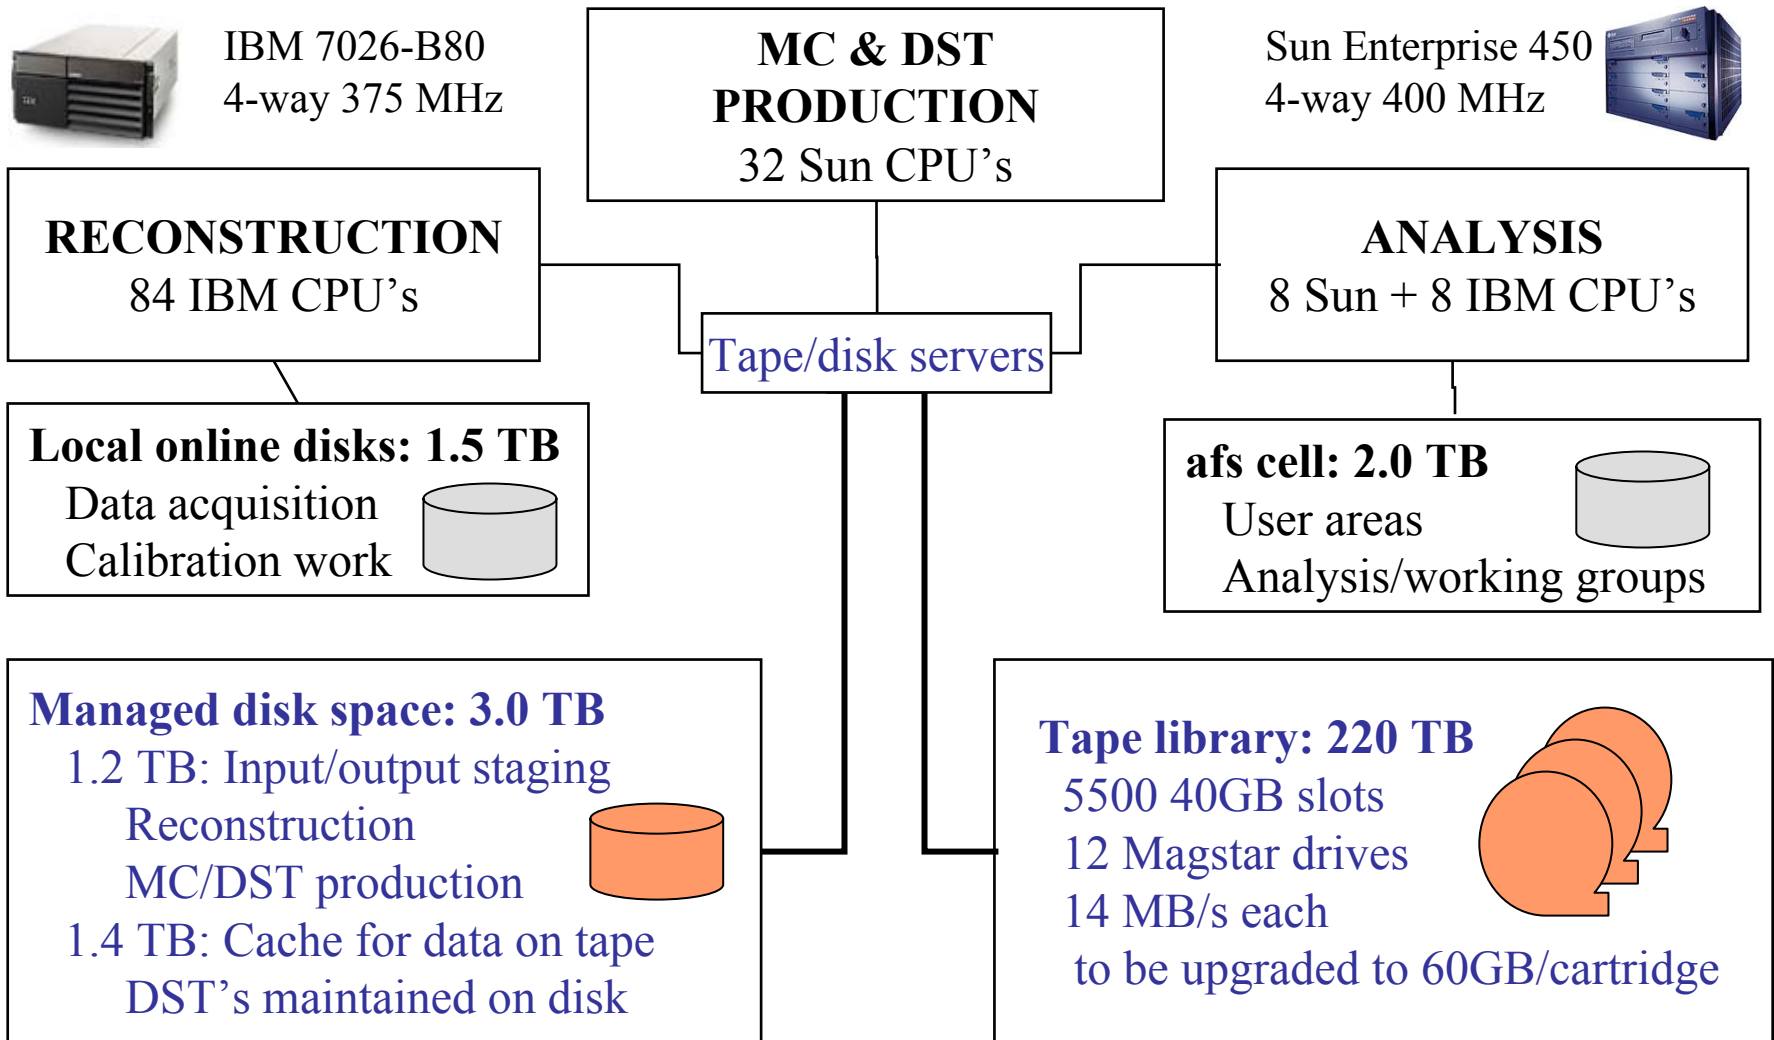 IBM 7026-B80
4-way 375 MHz
MC & DST
PRODUCTION
32 Sun CPU’s
Sun Enterprise 450
4-way 400 MHz
RECONSTRUCTION
84 IBM CPU’s
ANALYSIS
8 Sun + 8 IBM CPU’s
Tape/disk servers
Local online disks: 1.5 TB
Data acquisition
Calibration work
afs cell: 2.0 TB
User areas
Analysis/working groups
Managed disk space: 3.0 TB
1.2 TB: Input/output staging
Reconstruction
MC/DST production
1.4 TB: Cache for data on tape
DST’s maintained on disk
Tape library: 220 TB
5500 40GB slots
12 Magstar drives
14 MB/s each
to be upgraded to 60GB/cartridge